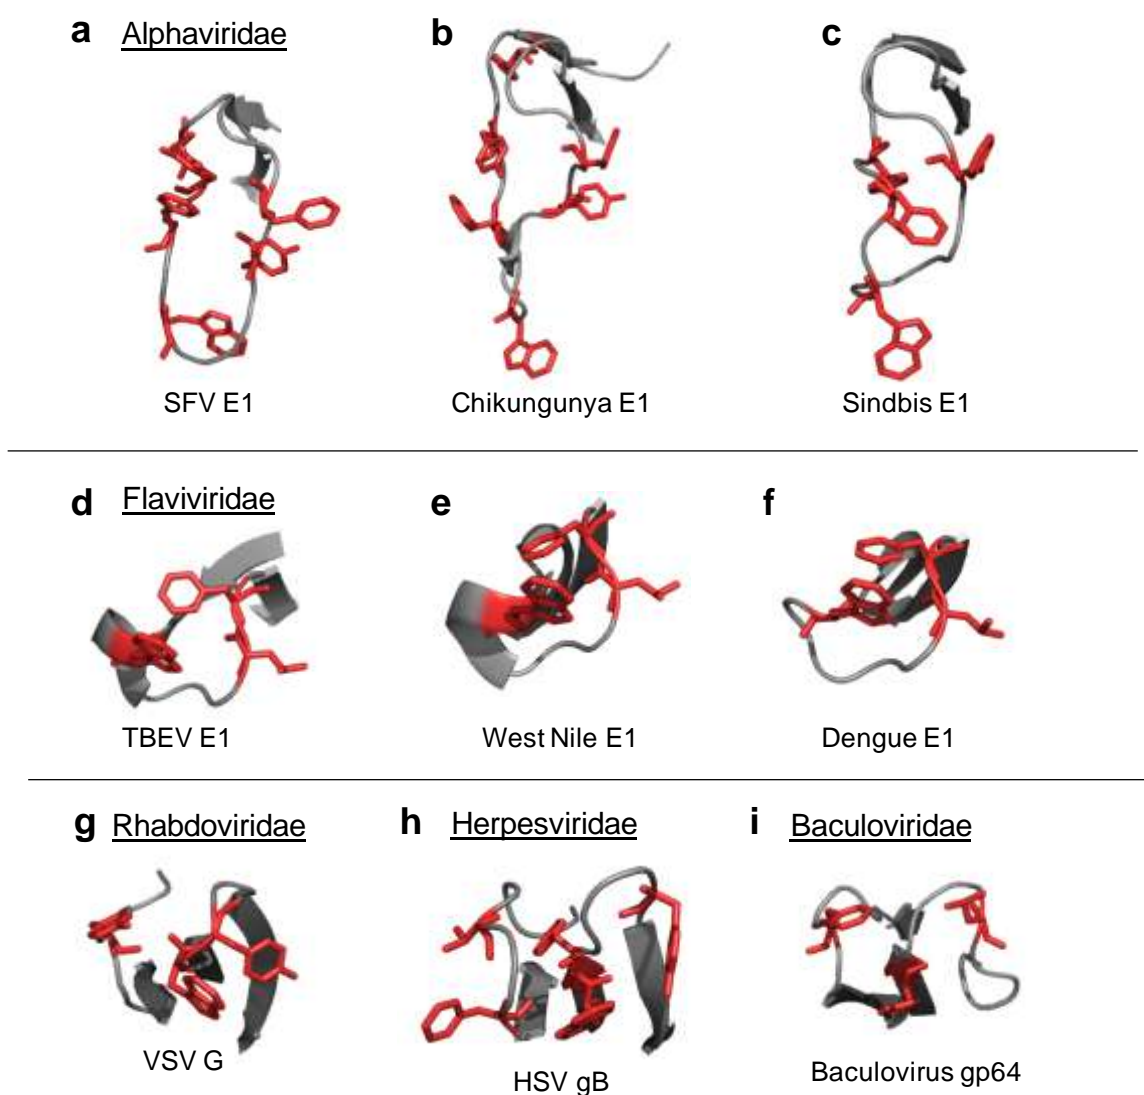 a Alphaviridae b c
SFV E1 Chikungunya E1 Sindbis E1
d Flaviviridae e f
TBEV E1 West Nile E1 Dengue E1
g Rhabdoviridae h Herpesviridae i Baculoviridae
VSV G HSV gB Baculovirus gp64